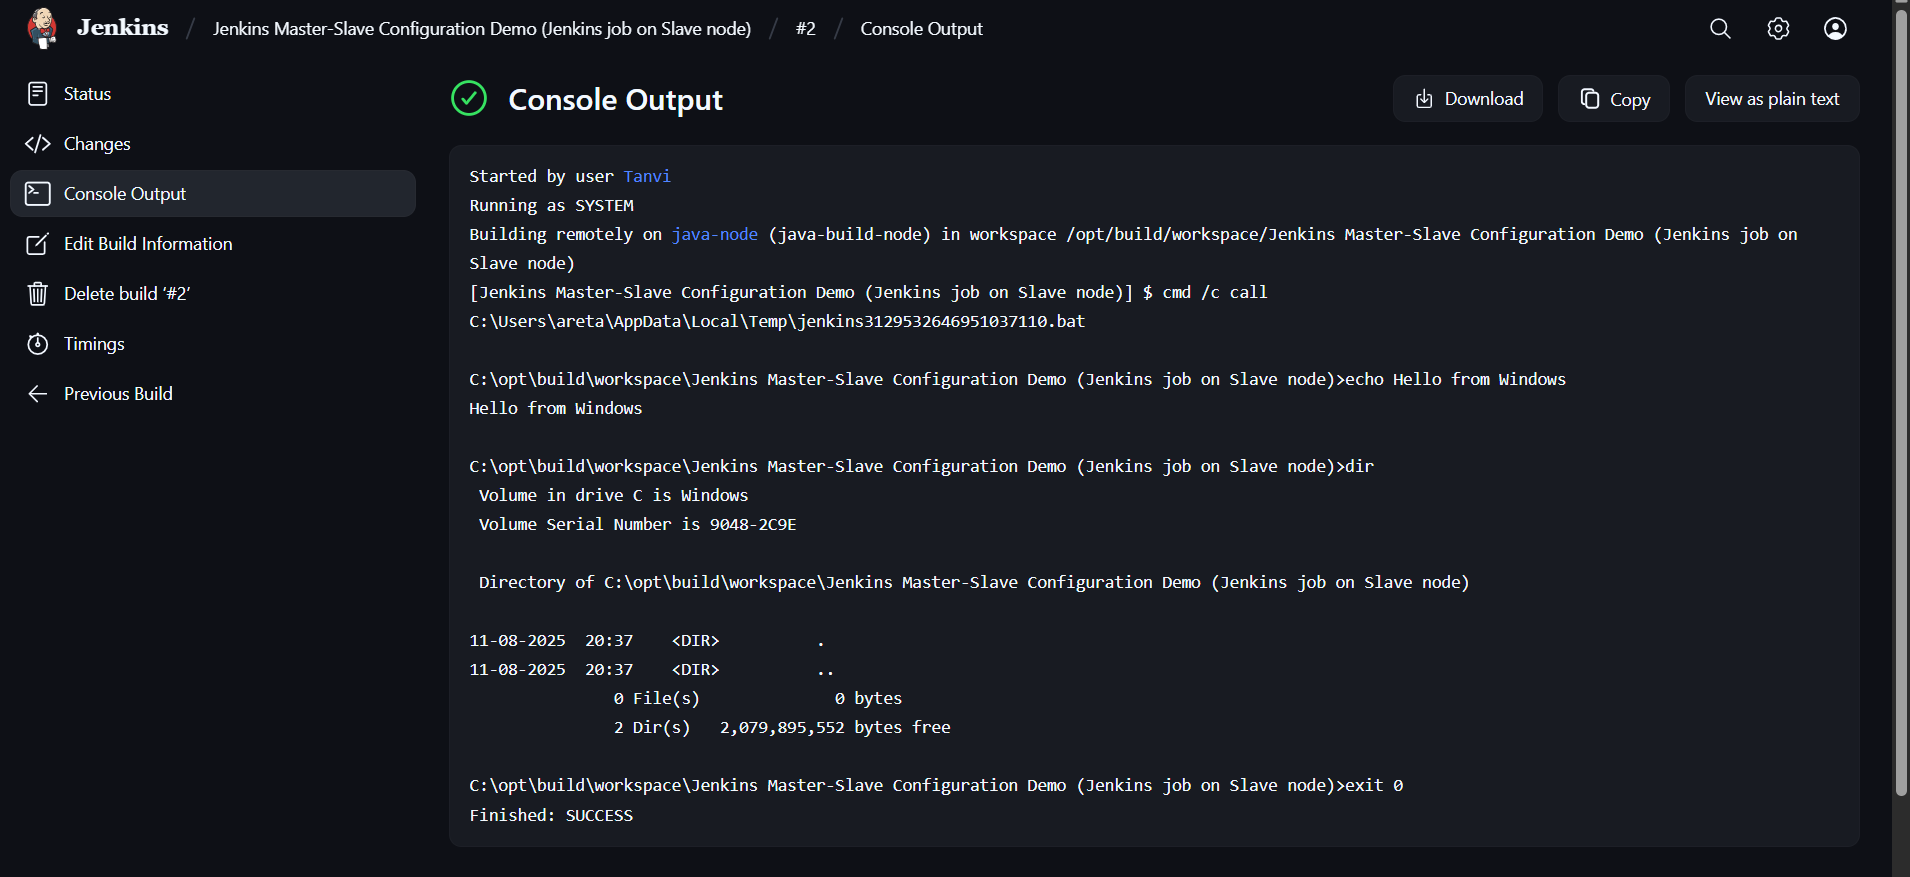 Jenkins / Jenkins Master-Slave Configuration Demo (Jenkins job on Slave node) / #2 / Console Output
Status
Changes
Console Output
Edit Build Information
Delete build ‘#2’
Timings
Previous Build
Console Output
Download
Copy
View as plain text
Started by user Tanvi
Running as SYSTEM
Building remotely on java-node (java-build-node) in workspace /opt/build/workspace/Jenkins Master-Slave Configuration Demo (Jenkins job on
Slave node)
[Jenkins Master-Slave Configuration Demo (Jenkins job on Slave node)] $ cmd /c call
C:\Users\areta\AppData\Local\Temp\jenkins3129532646951037110.bat
C:\opt\build\workspace\Jenkins Master-Slave Configuration Demo (Jenkins job on Slave node)>echo Hello from Windows
Hello from Windows
C:\opt\build\workspace\Jenkins Master-Slave Configuration Demo (Jenkins job on Slave node)>dir
Volume in drive C is Windows
Volume Serial Number is 9048-2C9E
Directory of C:\opt\build\workspace\Jenkins Master-Slave Configuration Demo (Jenkins job on Slave node)
11-08-2025  20:37    <DIR>          .
11-08-2025  20:37    <DIR>          ..
0 File(s)              0 bytes
2 Dir(s)   2,079,895,552 bytes free
C:\opt\build\workspace\Jenkins Master-Slave Configuration Demo (Jenkins job on Slave node)>exit 0
Finished: SUCCESS